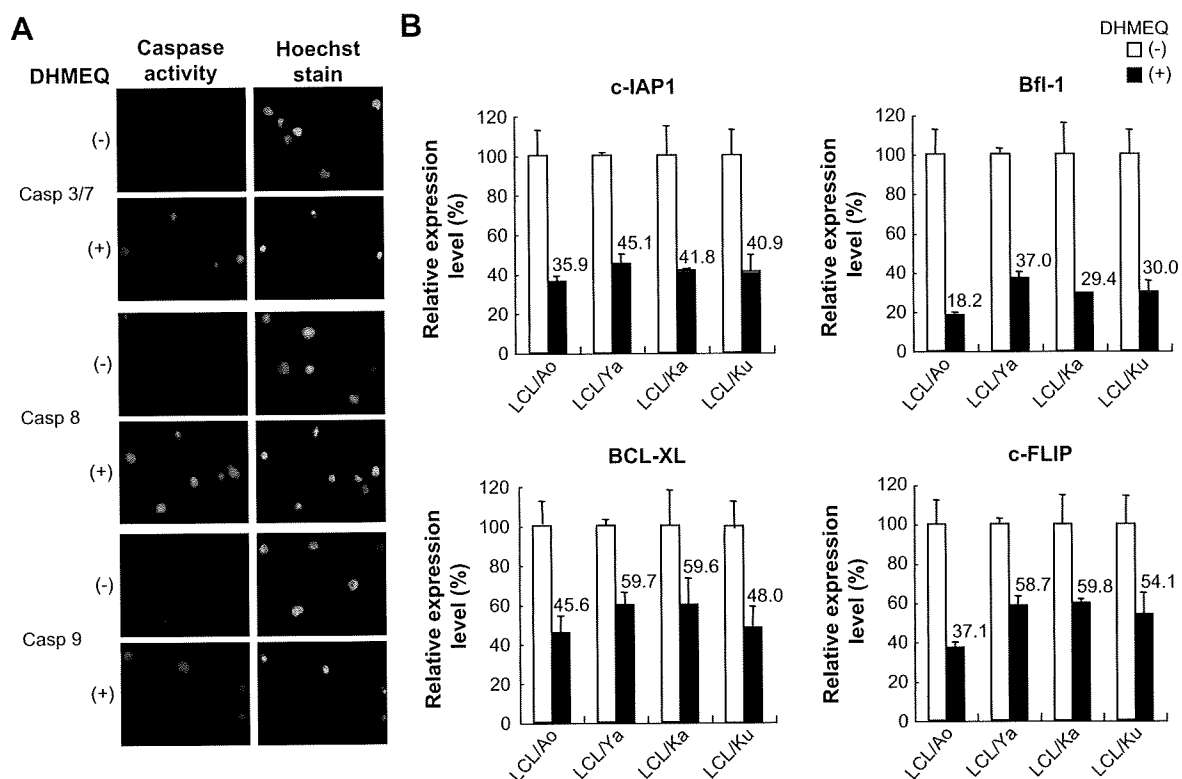 A
DHMEQ
Caspase activity
Hoechst stain
(-)
Casp 3/7
(+)
(-)
Casp 8
(+)
(-)
Casp 9
(+)
B
DHMEQ
(-)
(+)
c-IAP1
Relative expression level (%)
120
100
80
60
40
20
0
35.9
45.1
41.8
40.9
LCL/Ao
LCL/Ya
LCL/Ka
LCL/Ku
Bfl-1
Relative expression level (%)
120
100
80
60
40
20
0
18.2
37.0
29.4
30.0
LCL/Ao
LCL/Ya
LCL/Ka
LCL/Ku
BCL-XL
Relative expression level (%)
120
100
80
60
40
20
0
45.6
59.7
59.6
48.0
LCL/Ao
LCL/Ya
LCL/Ka
LCL/Ku
c-FLIP
Relative expression level (%)
120
100
80
60
40
20
0
37.1
58.7
59.8
54.1
LCL/Ao
LCL/Ya
LCL/Ka
LCL/Ku